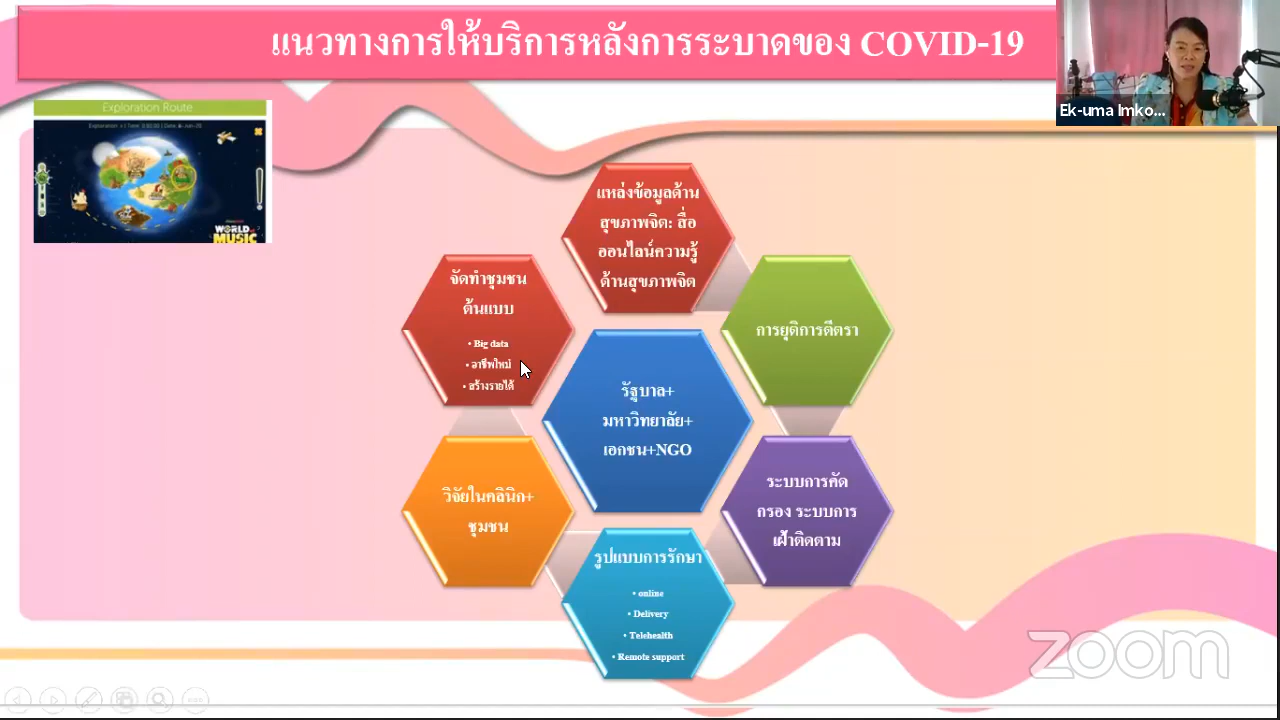 แนวทางการให้บริการหลังการระบาดของ COVID-19
Ek-uma Imko...
Exploration Route
WORLD
MUSIC
แหล่งข้อมูลด้าน
สุขภาพจิต: สื่อ
ออนไลน์ความรู้
ด้านสุขภาพจิต
จัดทำชุมชน
ต้นแบบ
• Big data
• อาชีพใหม่
• สร้างรายได้
การยุติการตีตรา
รัฐบาล+
มหาวิทยาลัย+
เอกชน+NGO
วิจัยในคลินิก+
ชุมชน
ระบบการคัด
กรอง ระบบการ
เฝ้าติดตาม
รูปแบบการรักษา
• online
• Delivery
• Telehealth
• Remote support
zoom